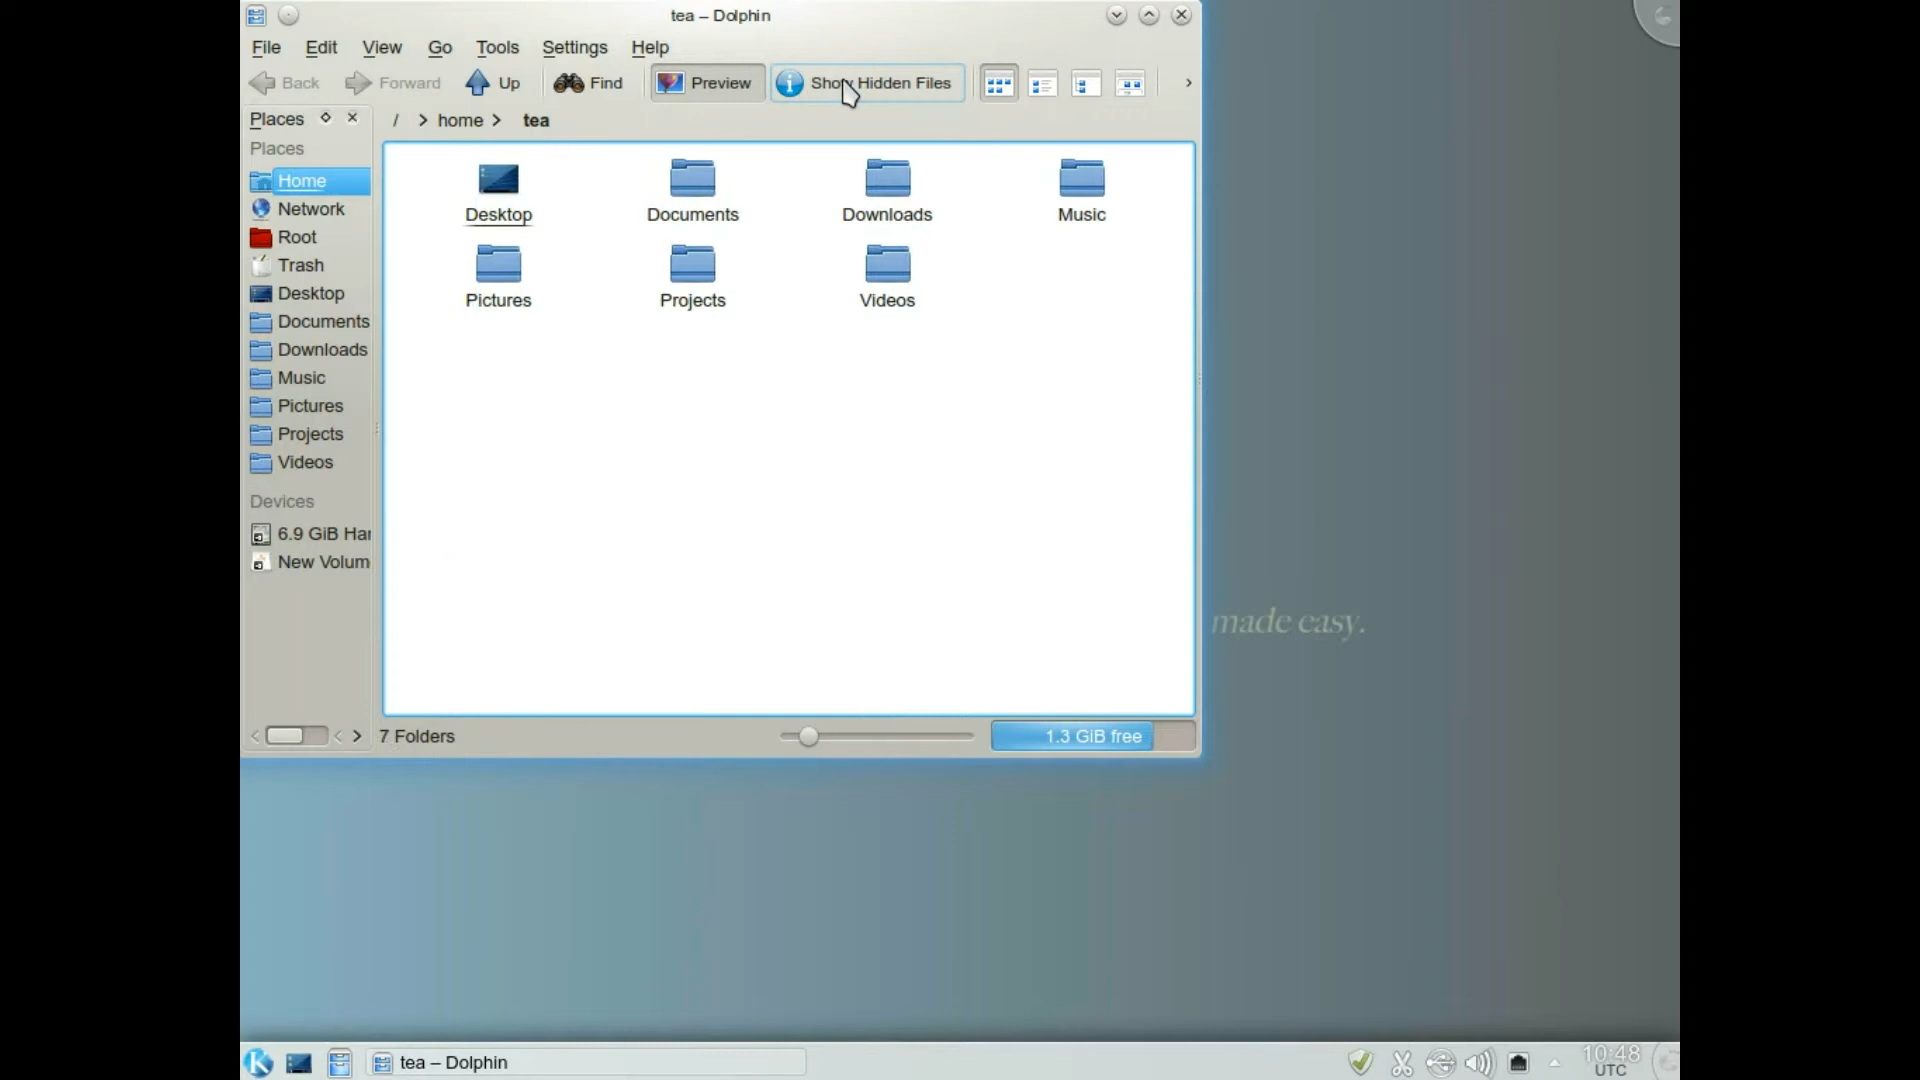 tea – Dolphin
File Edit View Go Tools Settings Help
Back Forward Up Find Preview Show Hidden Files
Places
/ > home > tea
Places
Home
Network
Root
Trash
Desktop
Documents
Downloads
Music
Pictures
Projects
Videos
Devices
6.9 GiB Har
New Volum
Desktop Documents Downloads Music
Pictures Projects Videos
7 Folders
1.3 GiB free
made easy.
tea – Dolphin
10:48
UTC